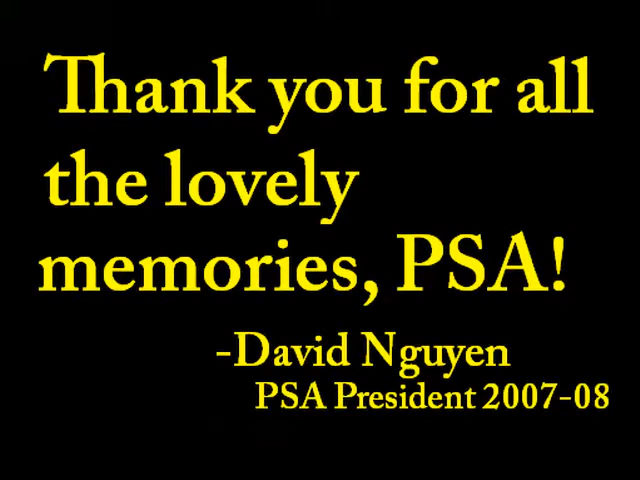 Thank you for all
the lovely
memories, PSA!
-David Nguyen
PSA President 2007-08